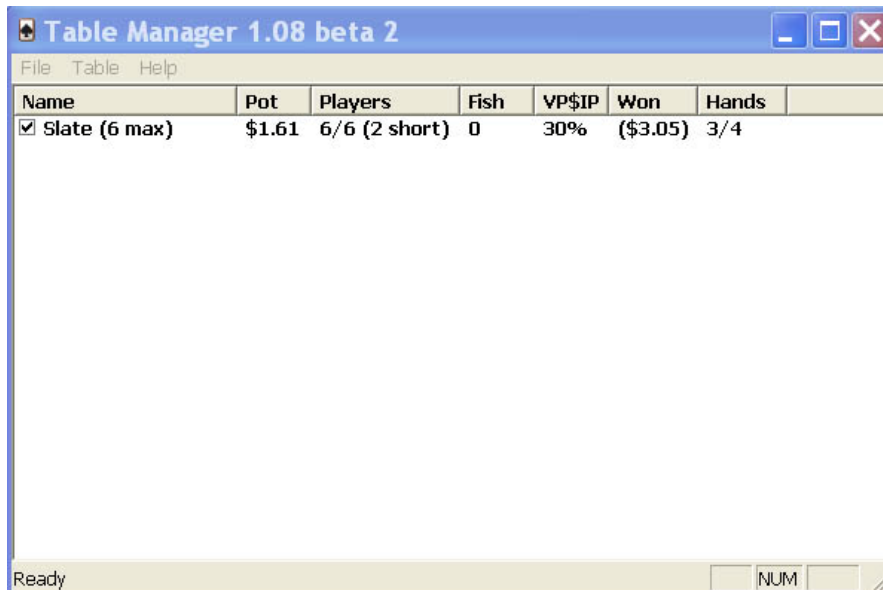 Table Manager 1.08 beta 2
File Table Help
Name Pot Players Fish VP$IP Won Hands
Slate (6 max) $1.61 6/6 (2 short) 0 30% ($3.05) 3/4
Ready NUM